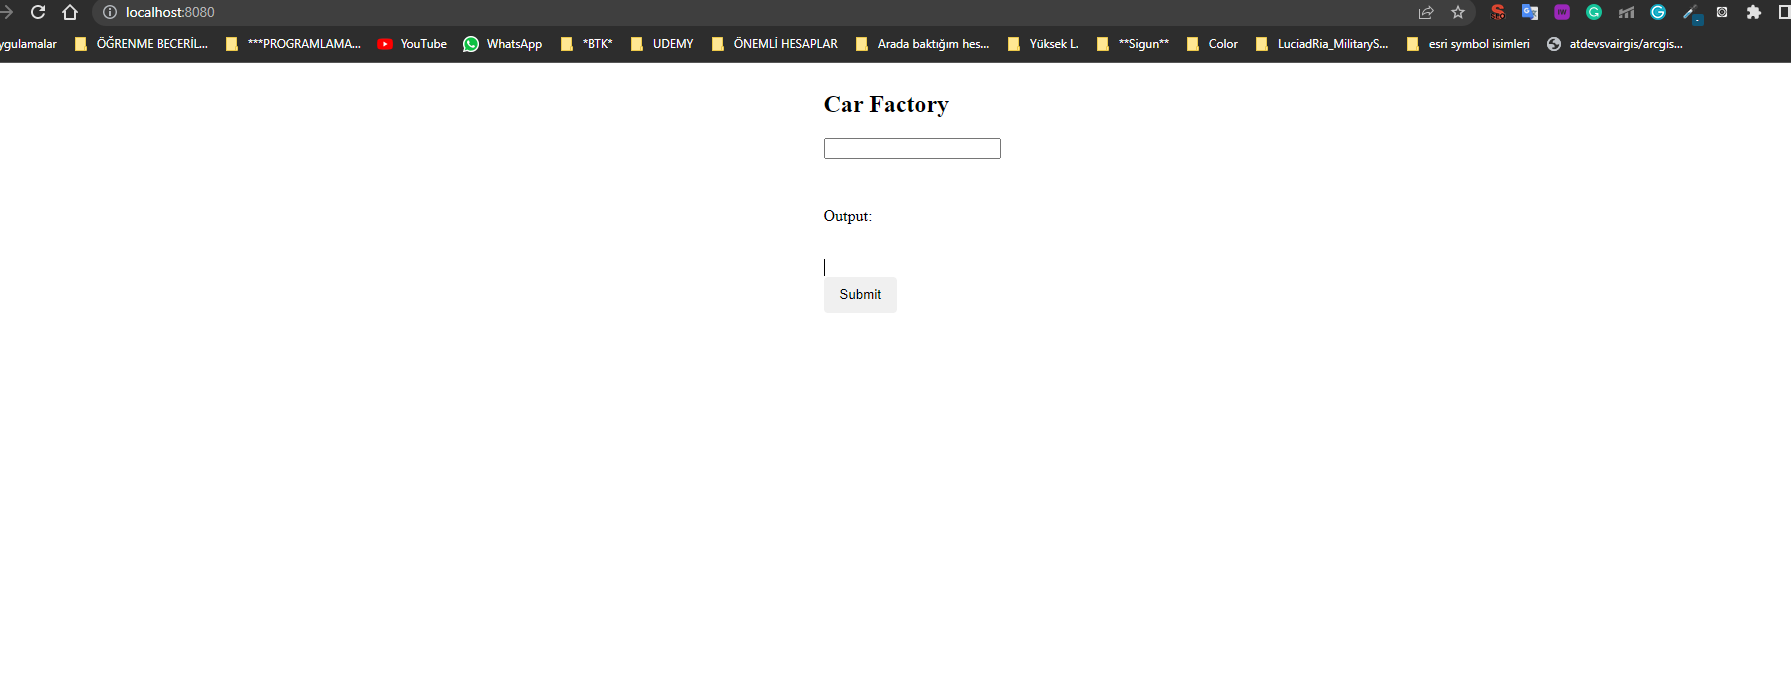 localhost:8080
ygulamalar ÖĞRENME BECERİL... ***PROGRAMLAMA... YouTube WhatsApp *BTK* UDEMY ÖNEMLİ HESAPLAR Arada baktığım hes... Yüksek L. **Sigun** Color LuciadRia_MilitaryS... esri symbol isimleri atdevsvairgis/arcgis...
Car Factory
Output:
Submit